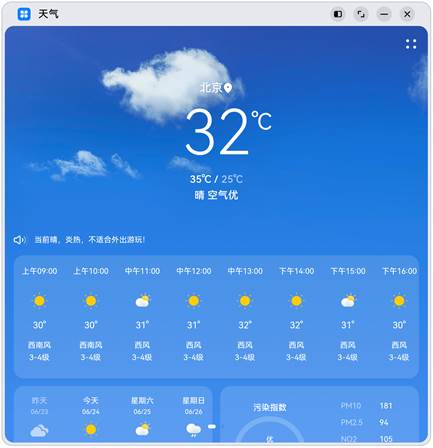 天气
北京
32℃
35℃ / 25℃
晴 空气优
当前晴，炎热，不适合外出游玩！
上午09:00 上午10:00 中午11:00 中午12:00 中午13:00 下午14:00 下午15:00 下午16:00
30° 30° 31° 31° 32° 32° 31° 30°
西南风 西南风 西风 西风 西风 西风 西风 西风
3-4级 3-4级 3-4级 3-4级 3-4级 3-4级 3-4级 3-4级
昨天 今天 星期六 星期日
06/23 06/24 06/25 06/26
污染指数
优
PM10 181
PM2.5 94
NO2 105